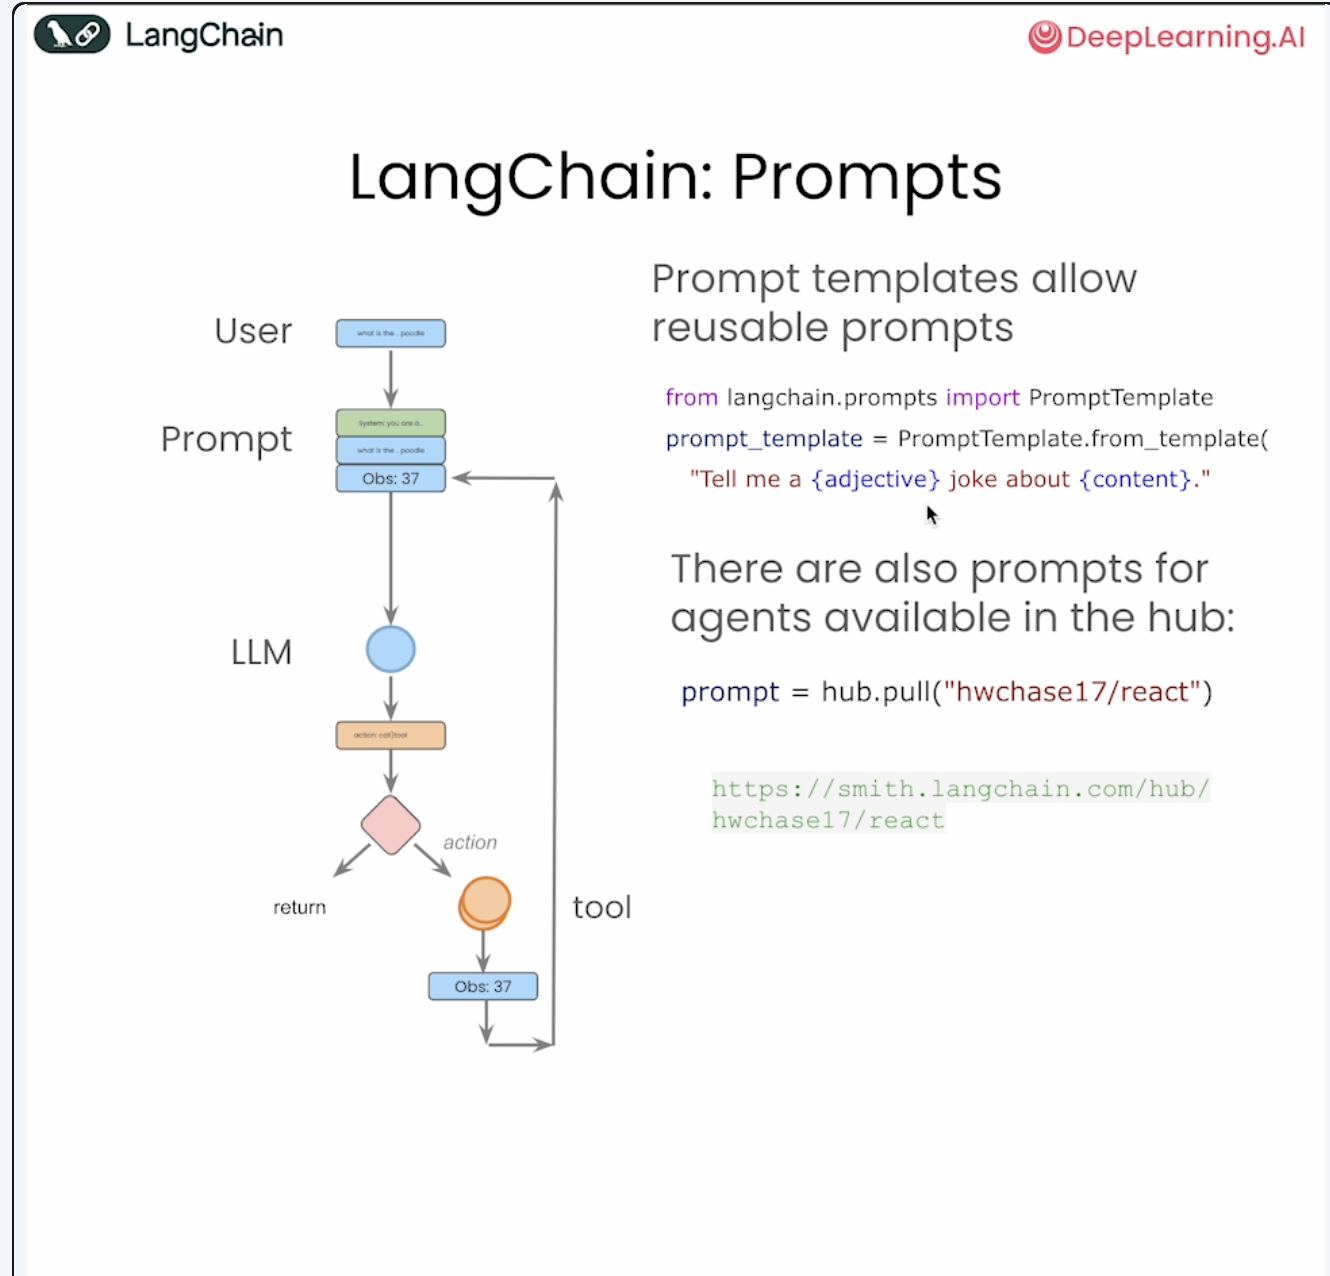 LangChain
DeepLearning.AI
LangChain: Prompts
User
what is the .. poodle
Prompt
System: you are a..
what is the .. poodle
Obs: 37
LLM
action: call tool
action
return
tool
Obs: 37
Prompt templates allow
reusable prompts
from langchain.prompts import PromptTemplate
prompt_template = PromptTemplate.from_template(
"Tell me a {adjective} joke about {content}."
There are also prompts for
agents available in the hub:
prompt = hub.pull("hwchase17/react")
https://smith.langchain.com/hub/
hwchase17/react